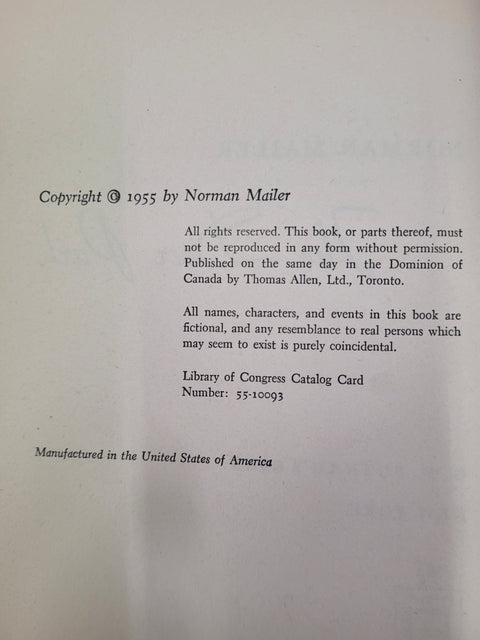 Copyright © 1955 by Norman Mailer
All rights reserved. This book, or parts thereof, must
not be reproduced in any form without permission.
Published on the same day in the Dominion of
Canada by Thomas Allen, Ltd., Toronto.
All names, characters, and events in this book are
fictional, and any resemblance to real persons which
may seem to exist is purely coincidental.
Library of Congress Catalog Card
Number: 55-10093
Manufactured in the United States of America